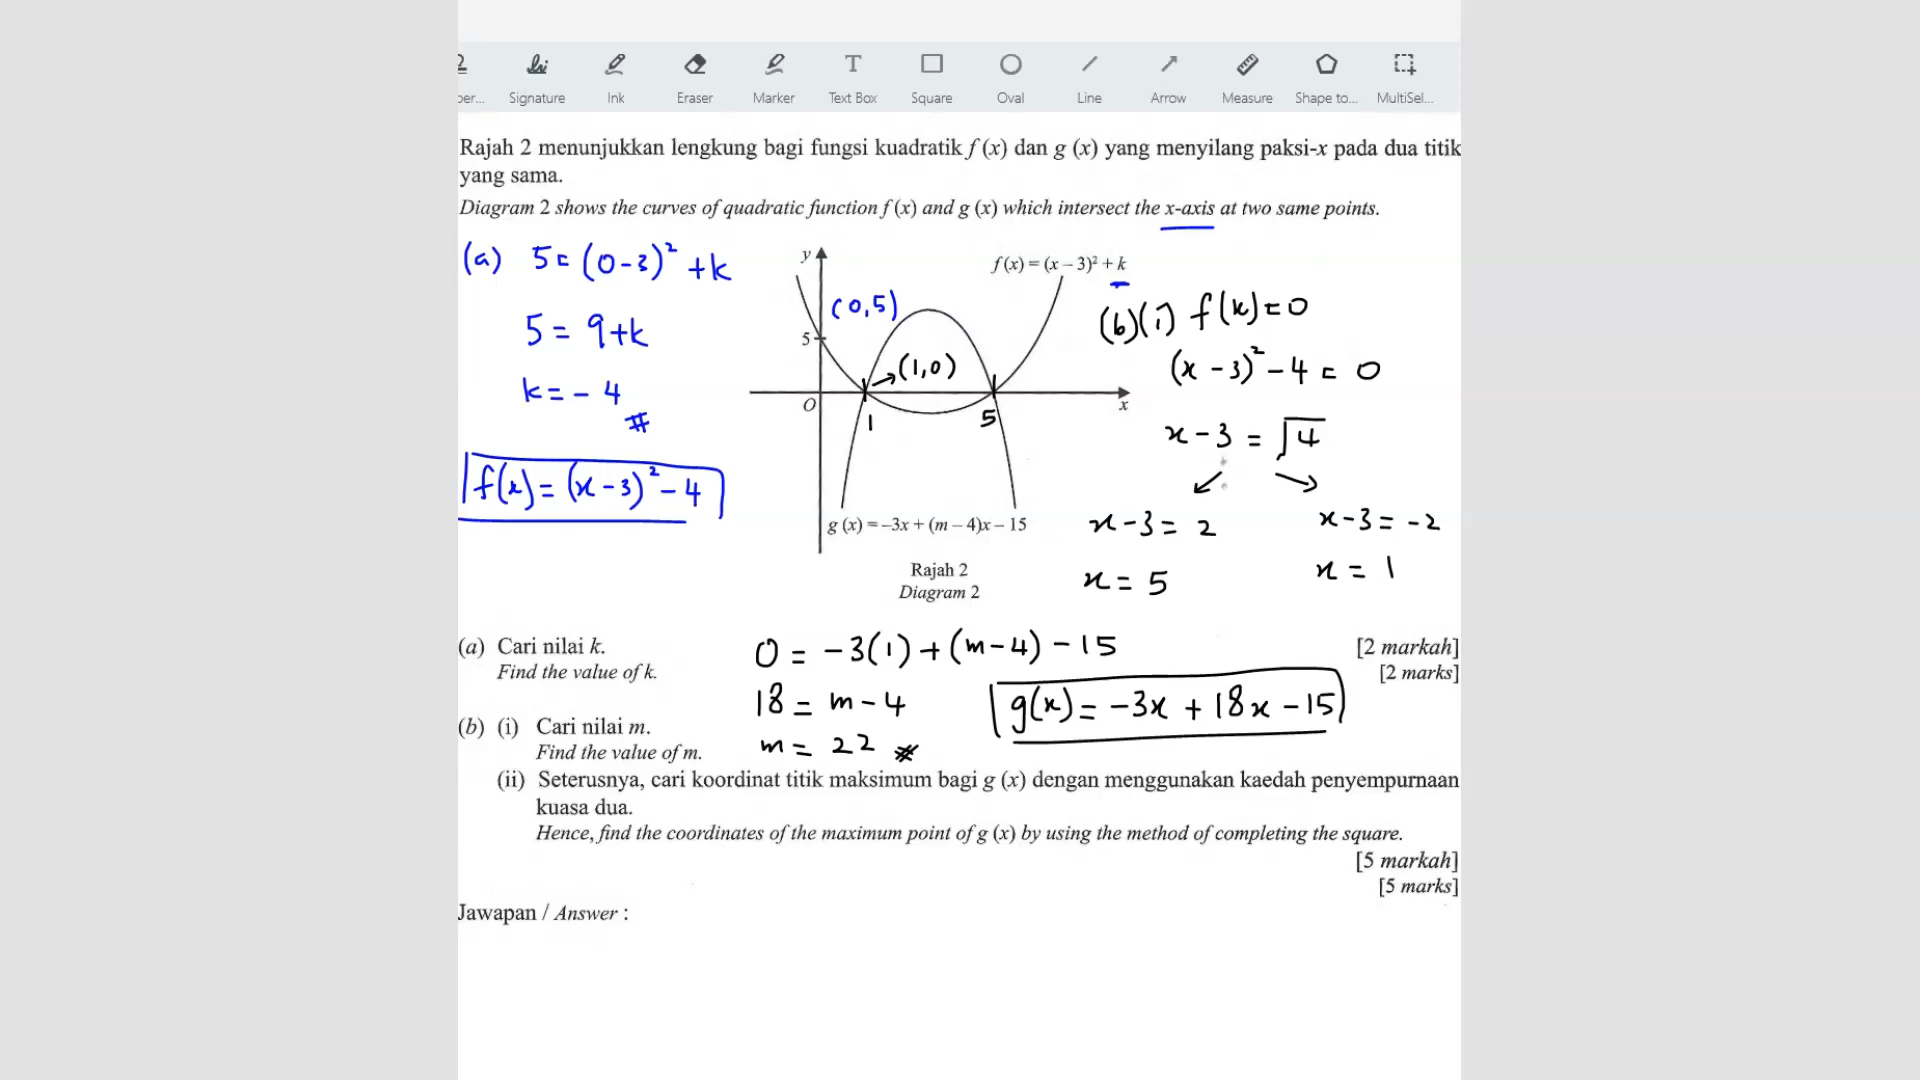 per... Signature Ink Eraser Marker Text Box Square Oval Line Arrow Measure Shape to... MultiSel...
Rajah 2 menunjukkan lengkung bagi fungsi kuadratik f (x) dan g (x) yang menyilang paksi-x pada dua titik
yang sama.
Diagram 2 shows the curves of quadratic function f (x) and g (x) which intersect the x-axis at two same points.
(a) 5 = (0-3)² + k
5 = 9+k
k = - 4 #
f(x) = (x-3)² - 4
y
f (x) = (x – 3)² + k
(0,5)
5
(1,0)
O
1
5
x
g (x) = –3x + (m – 4)x – 15
Rajah 2
Diagram 2
(b)(i) f(x) = 0
(x - 3)² - 4 = 0
x - 3 = √4
x - 3 = 2
x = 5
x - 3 = - 2
x = 1
(a) Cari nilai k. [2 markah]
Find the value of k. [2 marks]
0 = -3(1) + (m-4) - 15
18 = m - 4
m = 22 #
g(x) = -3x + 18x - 15
(b) (i) Cari nilai m.
Find the value of m.
(ii) Seterusnya, cari koordinat titik maksimum bagi g (x) dengan menggunakan kaedah penyempurnaan
kuasa dua.
Hence, find the coordinates of the maximum point of g (x) by using the method of completing the square.
[5 markah]
[5 marks]
Jawapan / Answer :